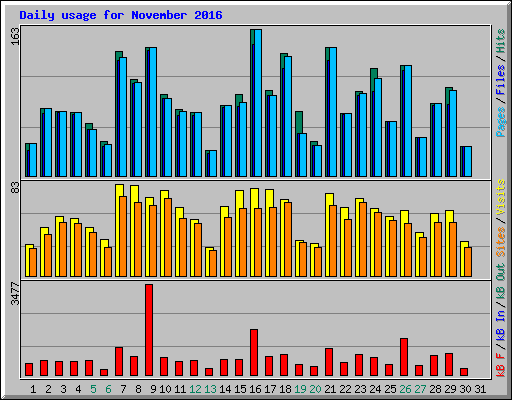 Daily usage for November 2016
163
Pages / Files / Hits
83
Sites / Visits
3477
kB F / kB In / kB Out
1 2 3 4 5 6 7 8 9 10 11 12 13 14 15 16 17 18 19 20 21 22 23 24 25 26 27 28 29 30 31